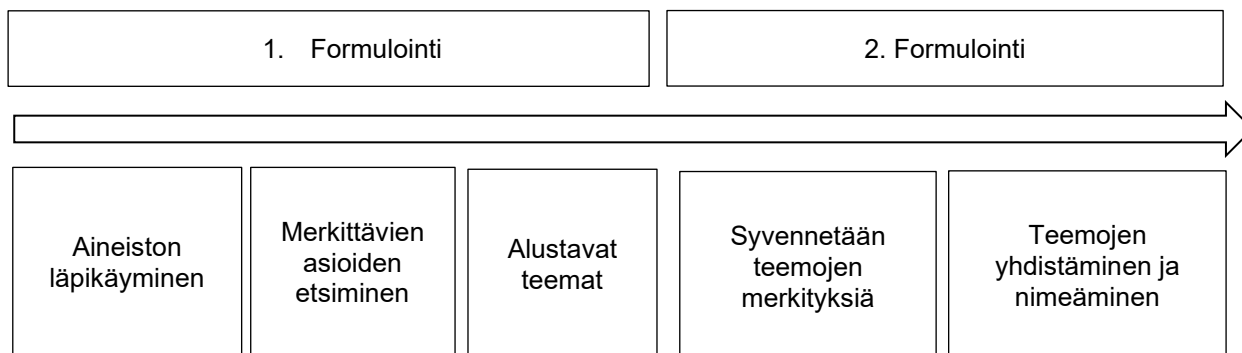 1. Formulointi
2. Formulointi
Aineiston
läpikäyminen
Merkittävien
asioiden
etsiminen
Alustavat
teemat
Syvennetään
teemojen
merkityksiä
Teemojen
yhdistäminen ja
nimeäminen